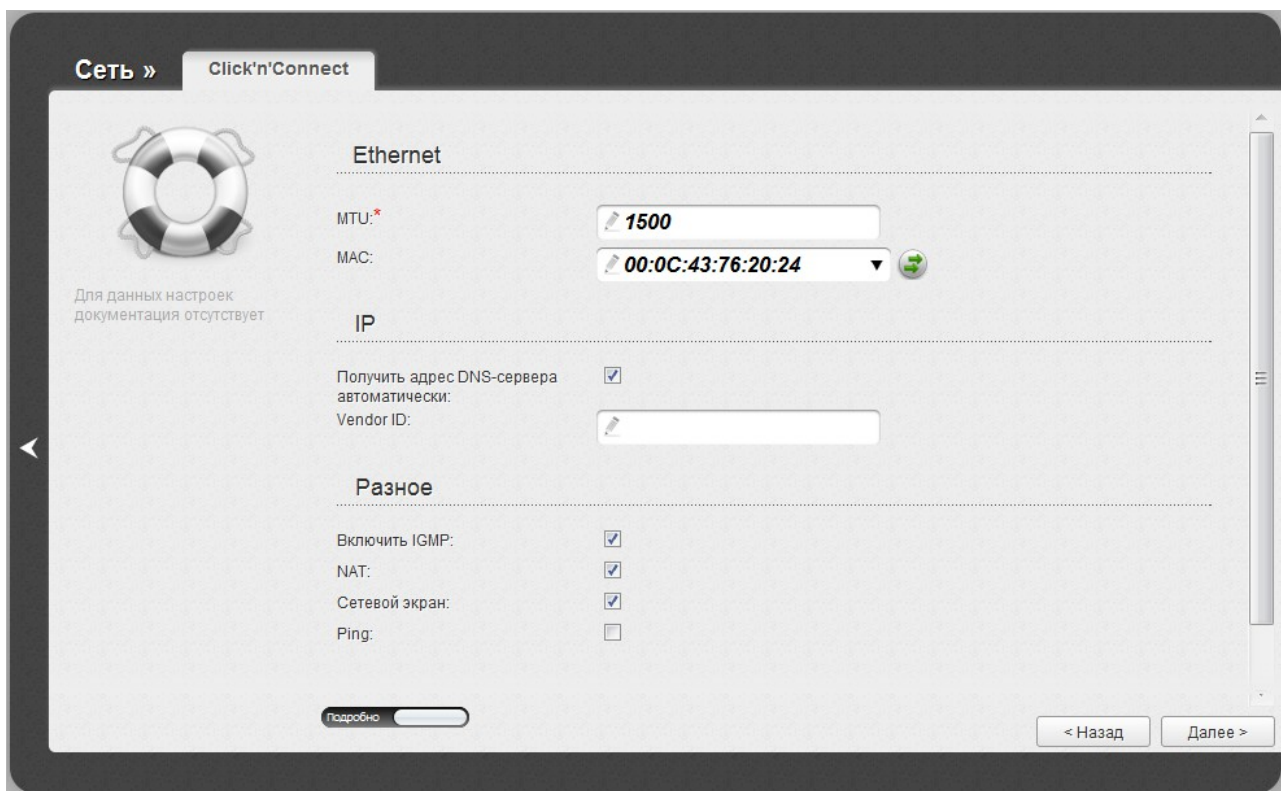 Сеть »
Click'n'Connect
Для данных настроек
документация отсутствует
Ethernet
MTU:*
1500
MAC:
00:0C:43:76:20:24
IP
Получить адрес DNS-сервера
автоматически:
Vendor ID:
Разное
Включить IGMP:
NAT:
Сетевой экран:
Ping:
Подробно
< Назад
Далее >